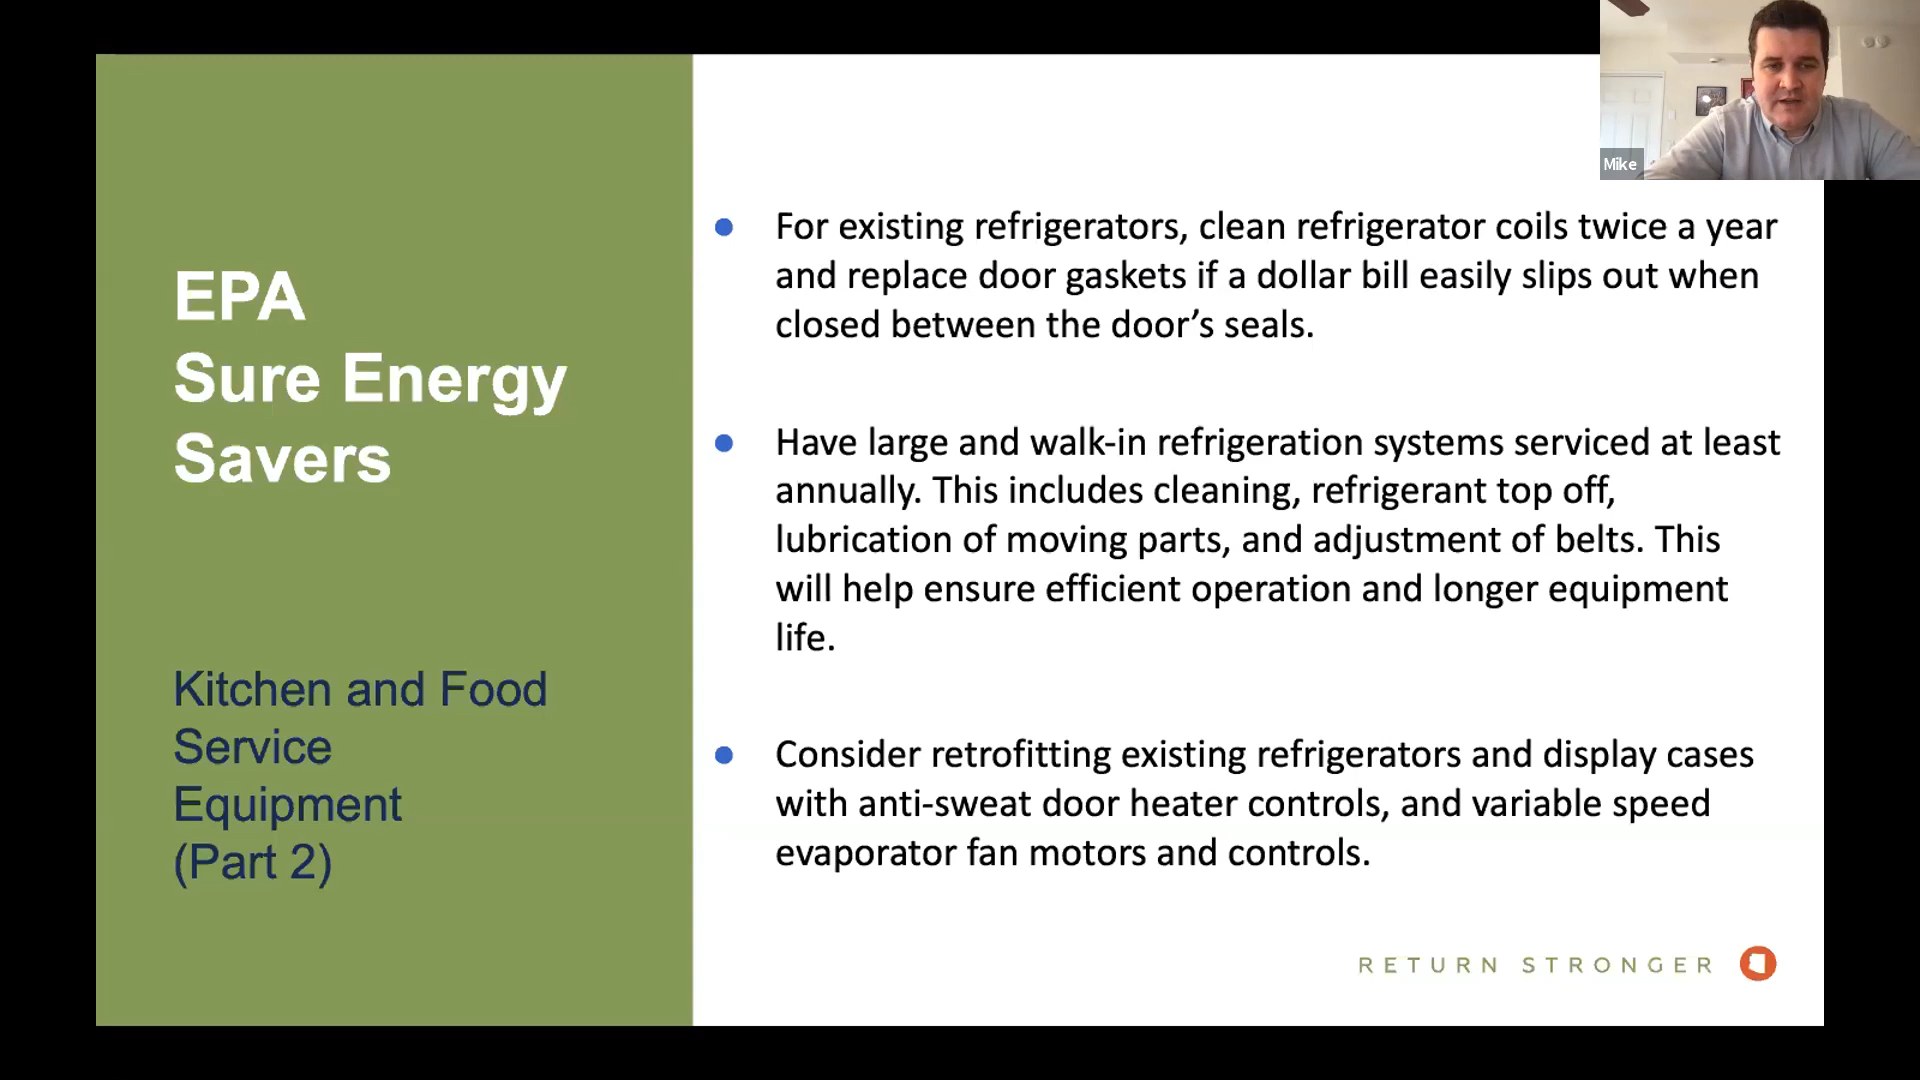 EPA
Sure Energy
Savers
Kitchen and Food
Service
Equipment
(Part 2)
● For existing refrigerators, clean refrigerator coils twice a year
and replace door gaskets if a dollar bill easily slips out when
closed between the door’s seals.
● Have large and walk-in refrigeration systems serviced at least
annually. This includes cleaning, refrigerant top off,
lubrication of moving parts, and adjustment of belts. This
will help ensure efficient operation and longer equipment
life.
● Consider retrofitting existing refrigerators and display cases
with anti-sweat door heater controls, and variable speed
evaporator fan motors and controls.
RETURN STRONGER
Mike